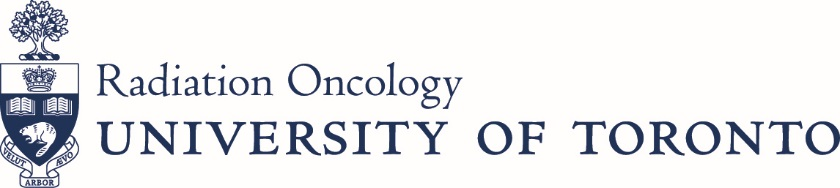 Radiation Oncology
UNIVERSITY OF TORONTO
VELUT ÆVO
ARBOR